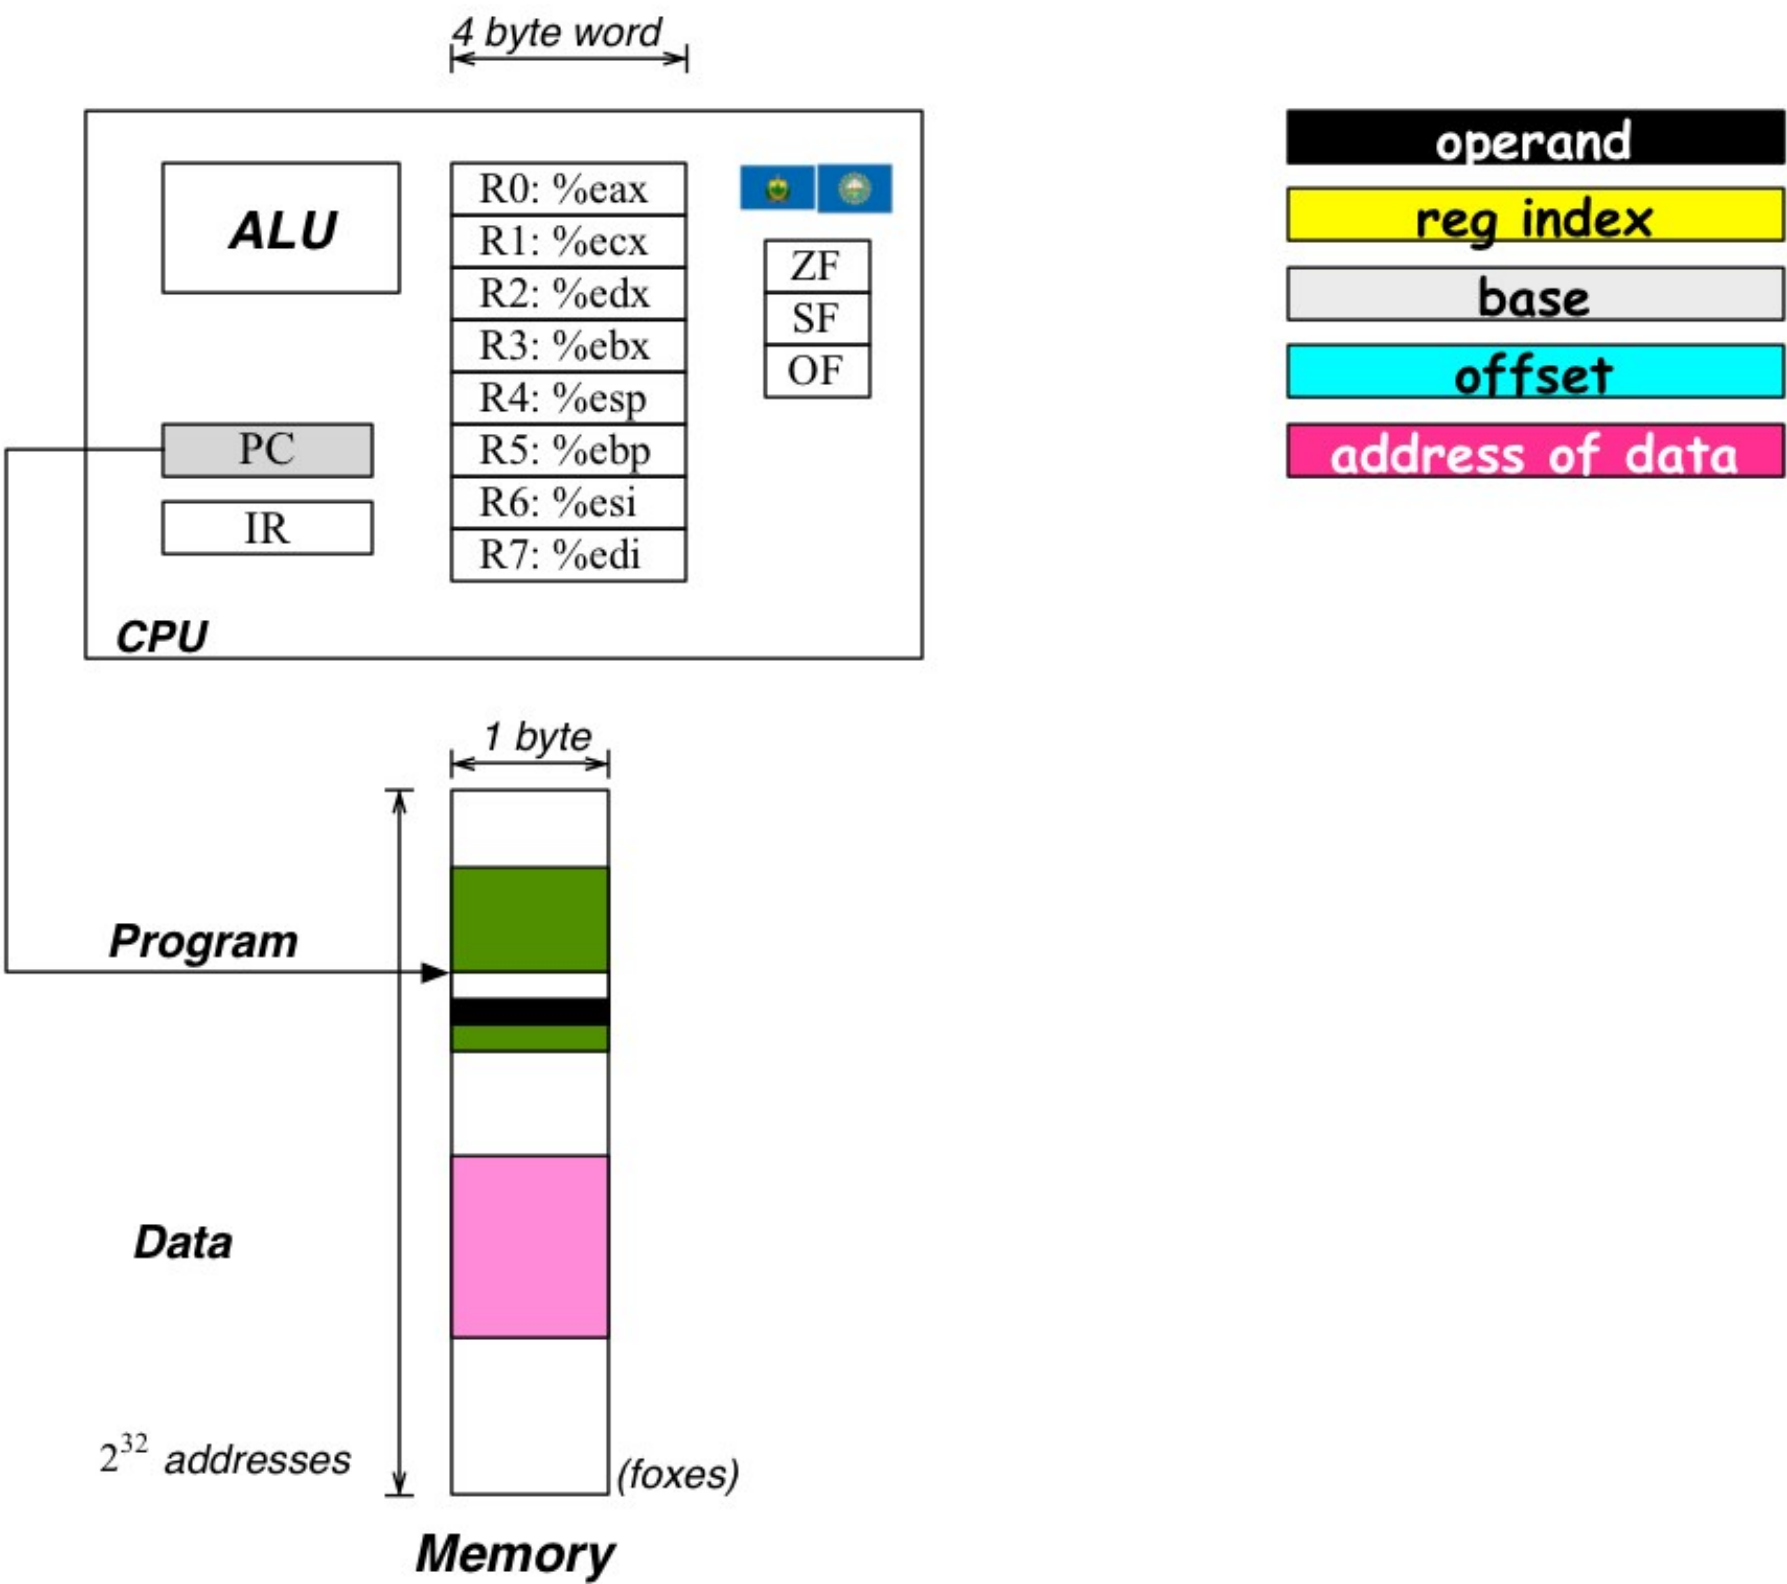 4 byte word
ALU
R0: %eax
R1: %ecx
R2: %edx
R3: %ebx
R4: %esp
R5: %ebp
R6: %esi
R7: %edi
ZF
SF
OF
PC
IR
CPU
operand
reg index
base
offset
address of data
1 byte
Program
Data
2^32 addresses
(foxes)
Memory